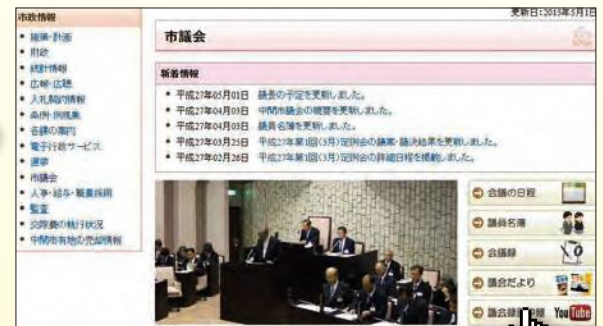 更新日:2015年5月1日
市政情報
• 施策・計画
• 財政
• 統計情報
• 広報・広聴
• 入札契約情報
• 条例・例規集
• 各課の案内
• 電子行政サービス
• 選挙
• 市議会
• 人事・給与・職員採用
• 監査
• 交際費の執行状況
• 中間市有地の売却情報
市議会
新着情報
• 平成27年05月01日 議長の予定を更新しました。
• 平成27年04月03日 中間市議会の概要を更新しました。
• 平成27年04月03日 議員名簿を更新しました。
• 平成27年03月25日 平成27年第1回(3月)定例会の議案・議決結果を更新しました。
• 平成27年02月26日 平成27年第1回(3月)定例会の詳細日程を掲載しました。
会議の日程
議員名簿
会議録
議会だより
議会録
YouTube